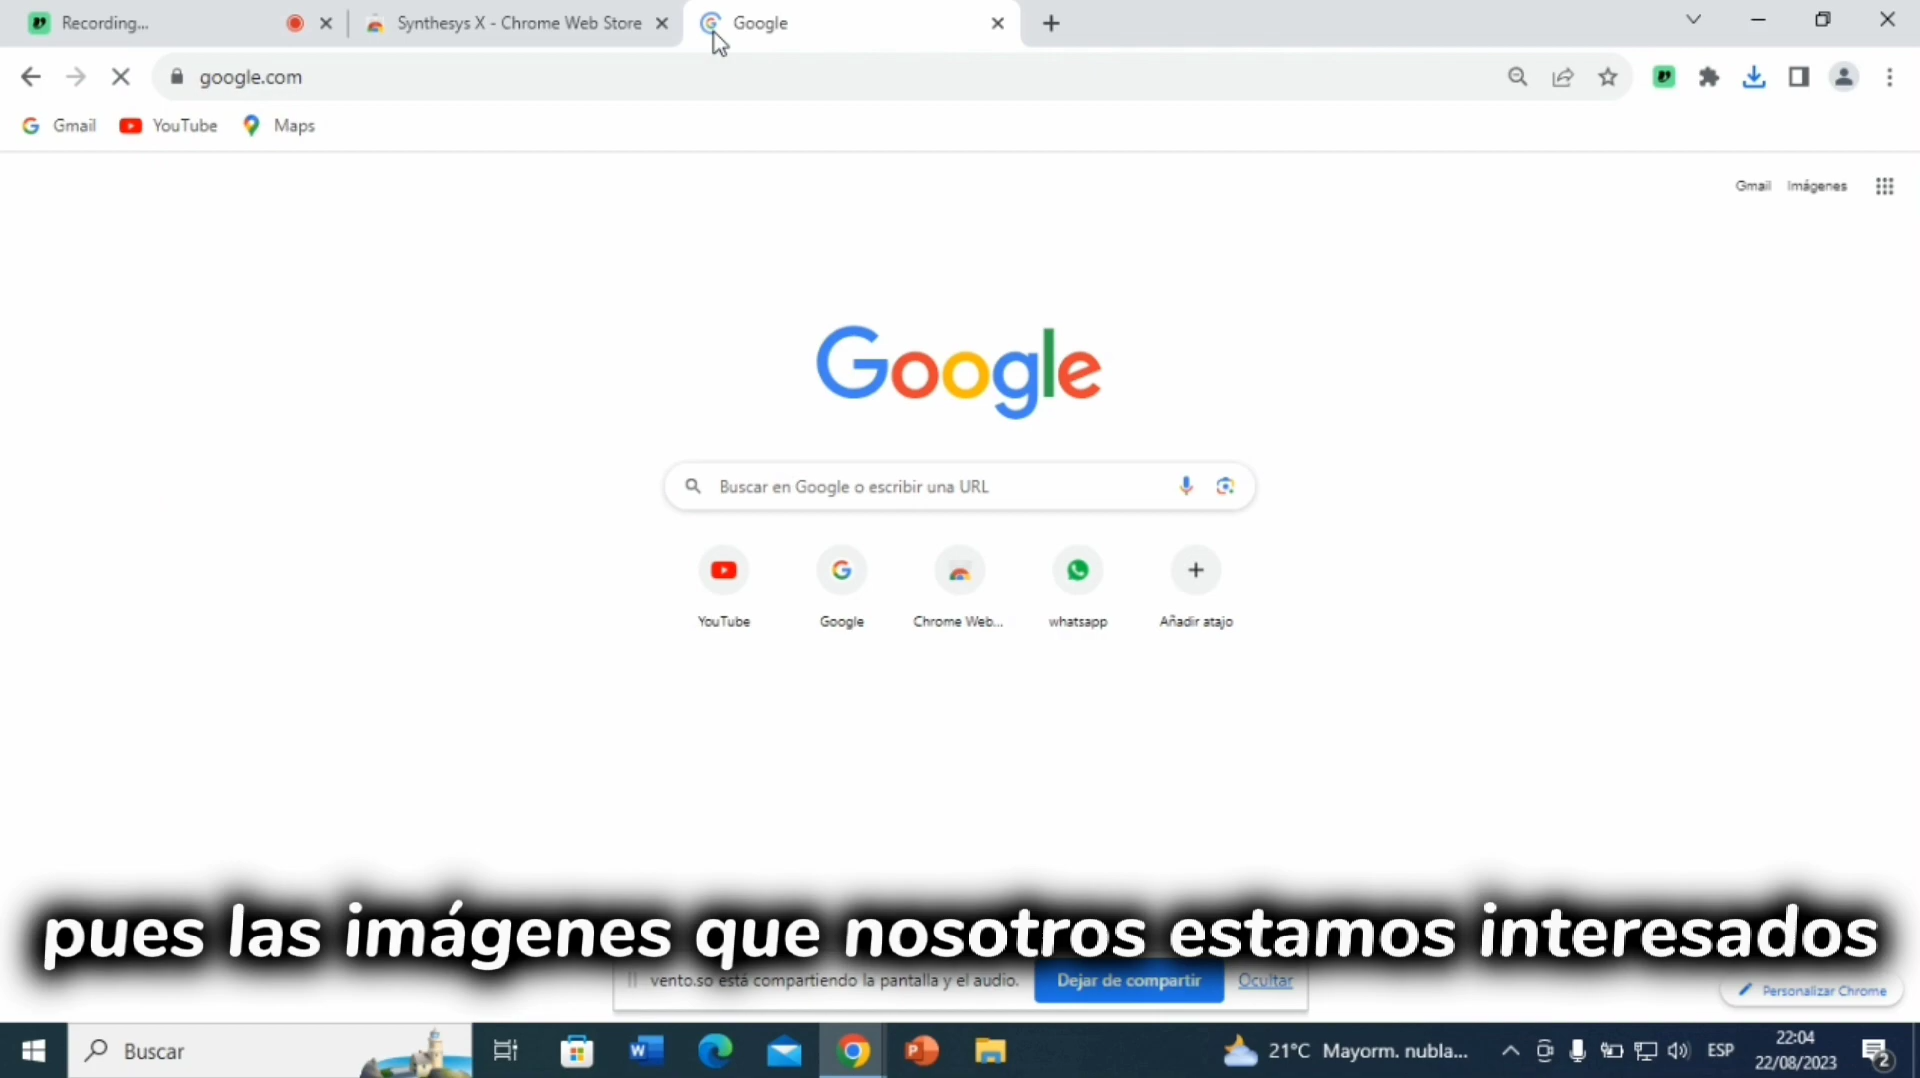 Recording...
Synthesys X - Chrome Web Store
Google
google.com
Gmail
YouTube
Maps
Gmail
Imágenes
Google
Buscar en Google o escribir una URL
YouTube
Google
Chrome Web...
whatsapp
Añadir atajo
pues las imágenes que nosotros estamos interesados
vento.so está compartiendo la pantalla y el audio.
Dejar de compartir
Ocultar
Personalizar Chrome
Buscar
21°C Mayorm. nubla...
ESP
22:04
22/08/2023
2